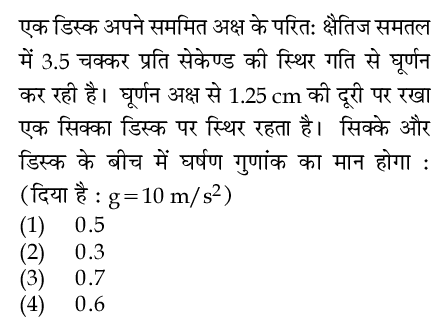 एक डिस्क अपने सममित अक्ष के परित: क्षैतिज समतल
में 3.5 चक्कर प्रति सेकेण्ड की स्थिर गति से घूर्णन
कर रही है। घूर्णन अक्ष से 1.25 cm की दूरी पर रखा
एक सिक्का डिस्क पर स्थिर रहता है। सिक्के और
डिस्क के बीच में घर्षण गुणांक का मान होगा :
(दिया है : g=10 m/s²)
(1) 0.5
(2) 0.3
(3) 0.7
(4) 0.6